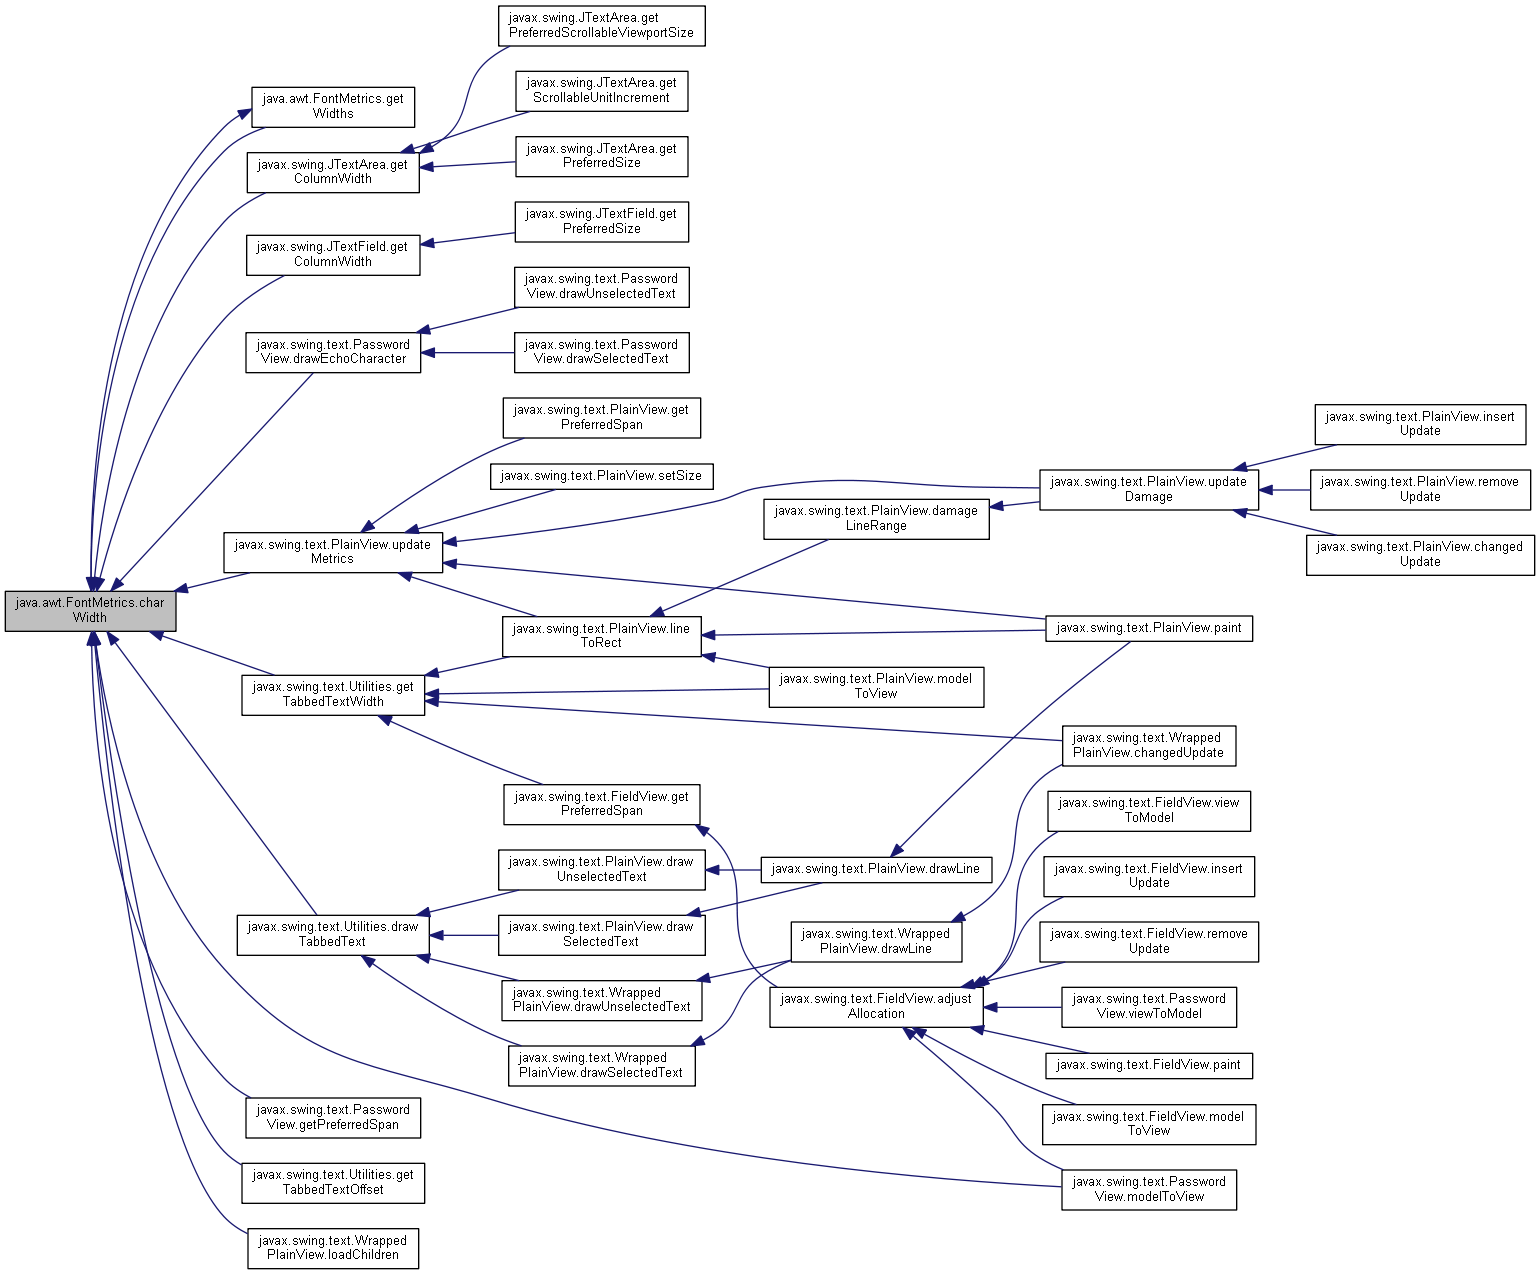 javax.swing.JTextArea.get
PreferredScrollableViewportSize
javax.swing.JTextArea.get
ScrollableUnitIncrement
java.awt.FontMetrics.get
Widths
javax.swing.JTextArea.get
PreferredSize
javax.swing.JTextArea.get
ColumnWidth
javax.swing.JTextField.get
PreferredSize
javax.swing.JTextField.get
ColumnWidth
javax.swing.text.Password
View.drawUnselectedText
javax.swing.text.Password
View.drawEchoCharacter
javax.swing.text.Password
View.drawSelectedText
javax.swing.text.PlainView.get
PreferredSpan
javax.swing.text.PlainView.insert
Update
javax.swing.text.PlainView.setSize
javax.swing.text.PlainView.update
Damage
javax.swing.text.PlainView.remove
Update
javax.swing.text.PlainView.damage
LineRange
javax.swing.text.PlainView.update
Metrics
javax.swing.text.PlainView.changed
Update
java.awt.FontMetrics.char
Width
javax.swing.text.PlainView.line
ToRect
javax.swing.text.PlainView.paint
javax.swing.text.Utilities.get
TabbedTextWidth
javax.swing.text.PlainView.model
ToView
javax.swing.text.Wrapped
PlainView.changedUpdate
javax.swing.text.FieldView.get
PreferredSpan
javax.swing.text.FieldView.view
ToModel
javax.swing.text.PlainView.draw
UnselectedText
javax.swing.text.PlainView.drawLine
javax.swing.text.FieldView.insert
Update
javax.swing.text.Utilities.draw
TabbedText
javax.swing.text.PlainView.draw
SelectedText
javax.swing.text.Wrapped
PlainView.drawLine
javax.swing.text.FieldView.remove
Update
javax.swing.text.Wrapped
PlainView.drawUnselectedText
javax.swing.text.FieldView.adjust
Allocation
javax.swing.text.Password
View.viewToModel
javax.swing.text.Wrapped
PlainView.drawSelectedText
javax.swing.text.FieldView.paint
javax.swing.text.Password
View.getPreferredSpan
javax.swing.text.FieldView.model
ToView
javax.swing.text.Utilities.get
TabbedTextOffset
javax.swing.text.Password
View.modelToView
javax.swing.text.Wrapped
PlainView.loadChildren